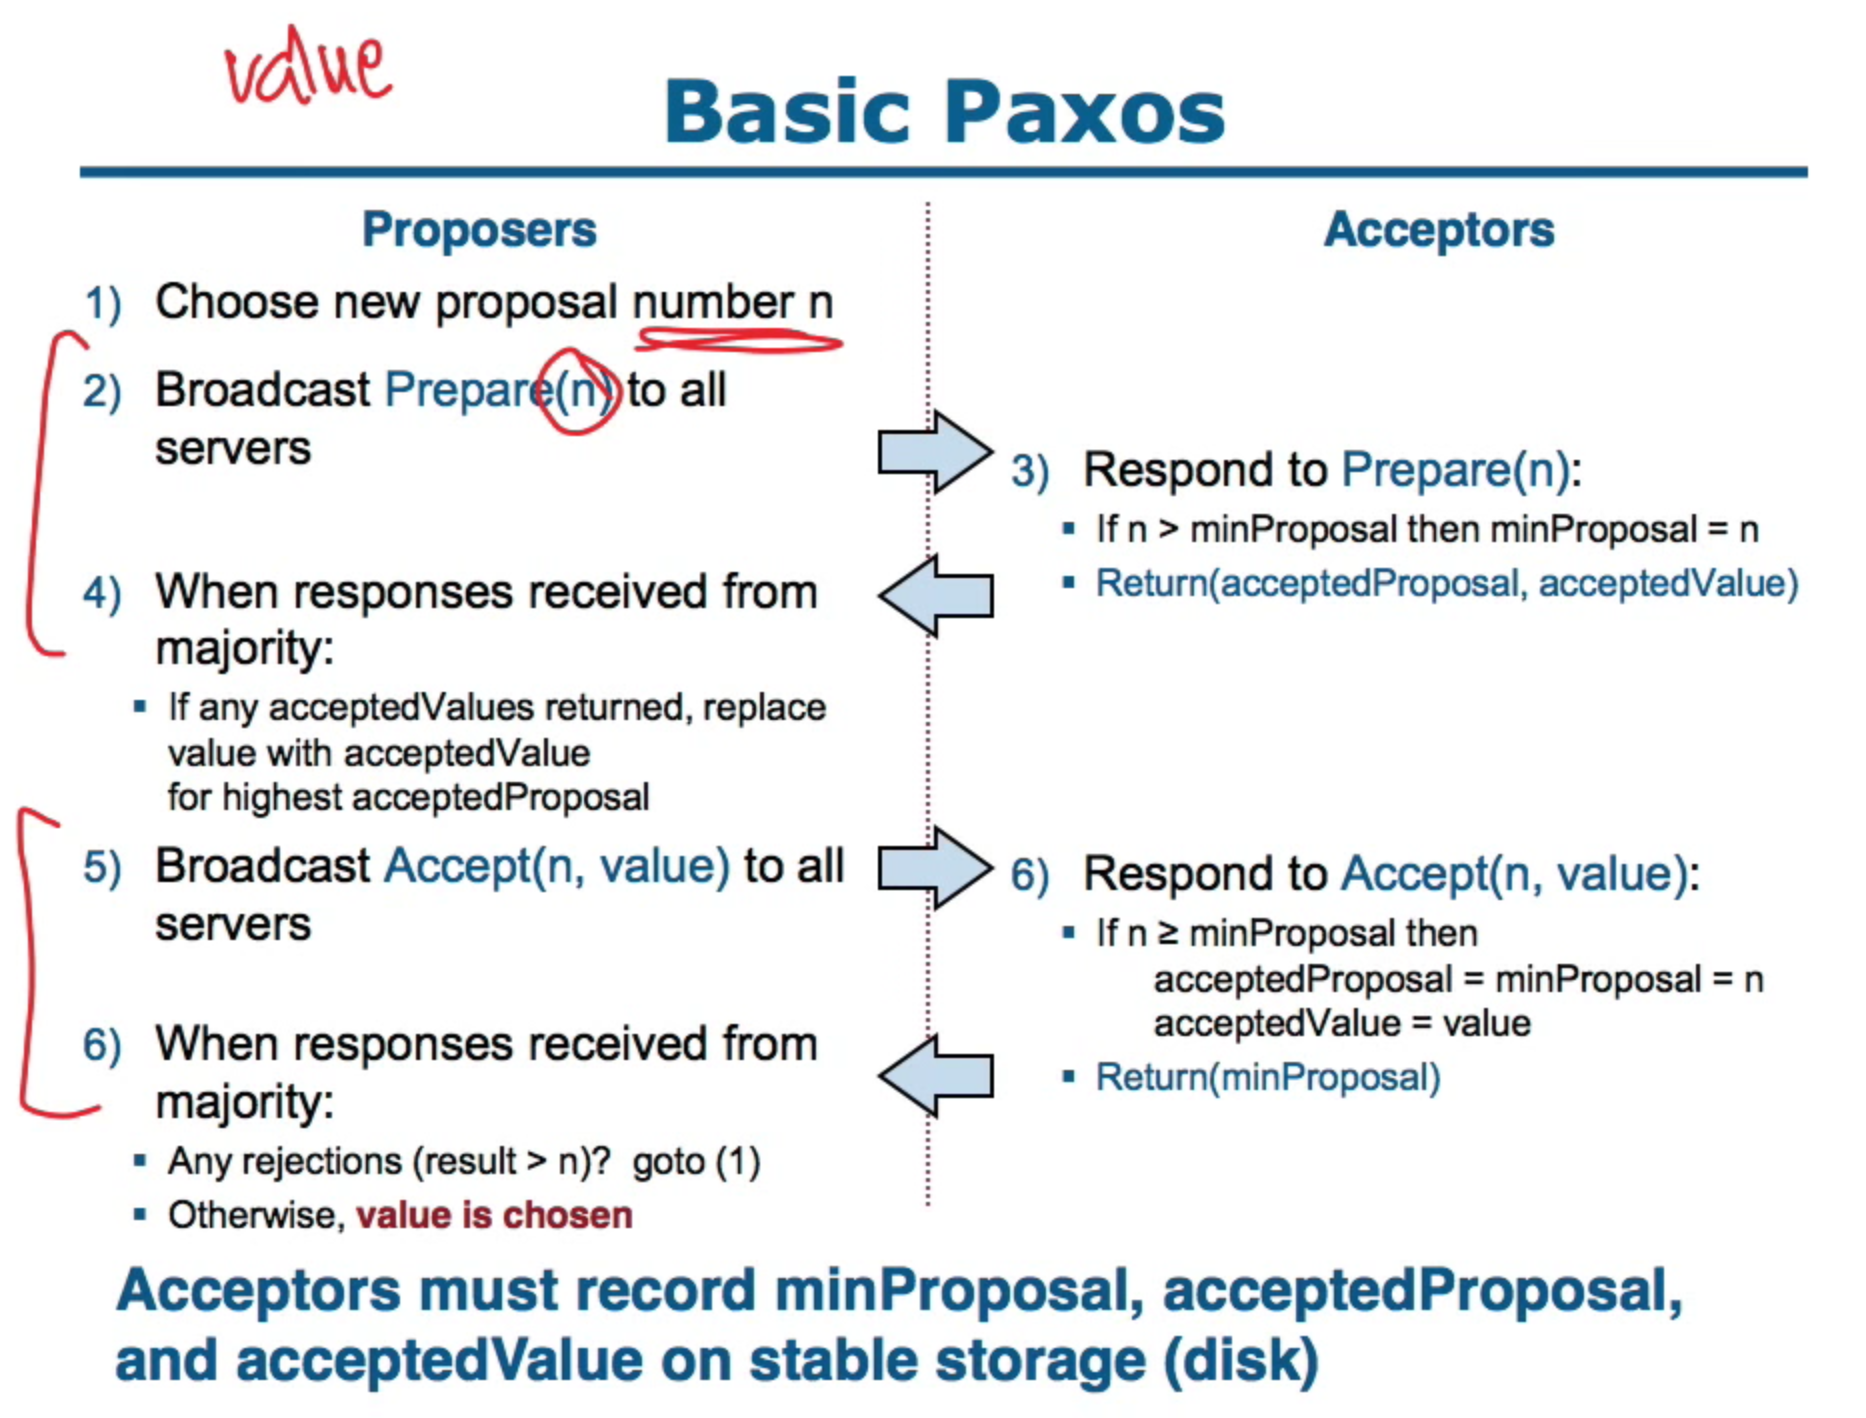 value
Basic Paxos
Proposers
1) Choose new proposal number n
2) Broadcast Prepare(n) to all
servers
4) When responses received from
majority:
▪ If any acceptedValues returned, replace
value with acceptedValue
for highest acceptedProposal
5) Broadcast Accept(n, value) to all
servers
6) When responses received from
majority:
▪ Any rejections (result > n)? goto (1)
▪ Otherwise, value is chosen
Acceptors
3) Respond to Prepare(n):
▪ If n > minProposal then minProposal = n
▪ Return(acceptedProposal, acceptedValue)
6) Respond to Accept(n, value):
▪ If n ≥ minProposal then
acceptedProposal = minProposal = n
acceptedValue = value
▪ Return(minProposal)
Acceptors must record minProposal, acceptedProposal,
and acceptedValue on stable storage (disk)